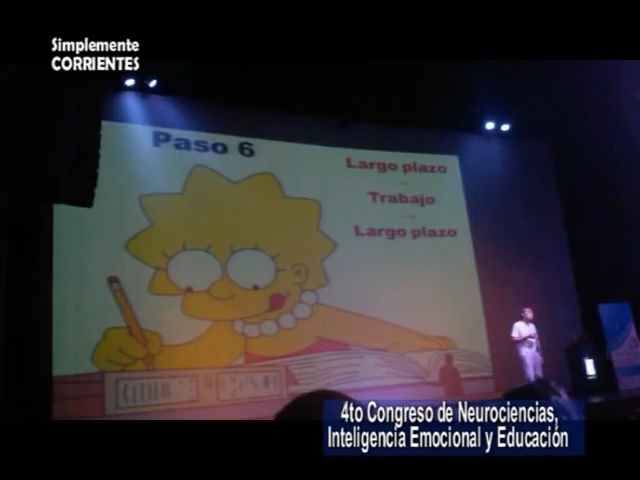 Simplemente
CORRIENTES
Paso 6
Largo plazo
Trabajo
Largo plazo
4to Congreso de Neurociencias,
Inteligencia Emocional y Educación